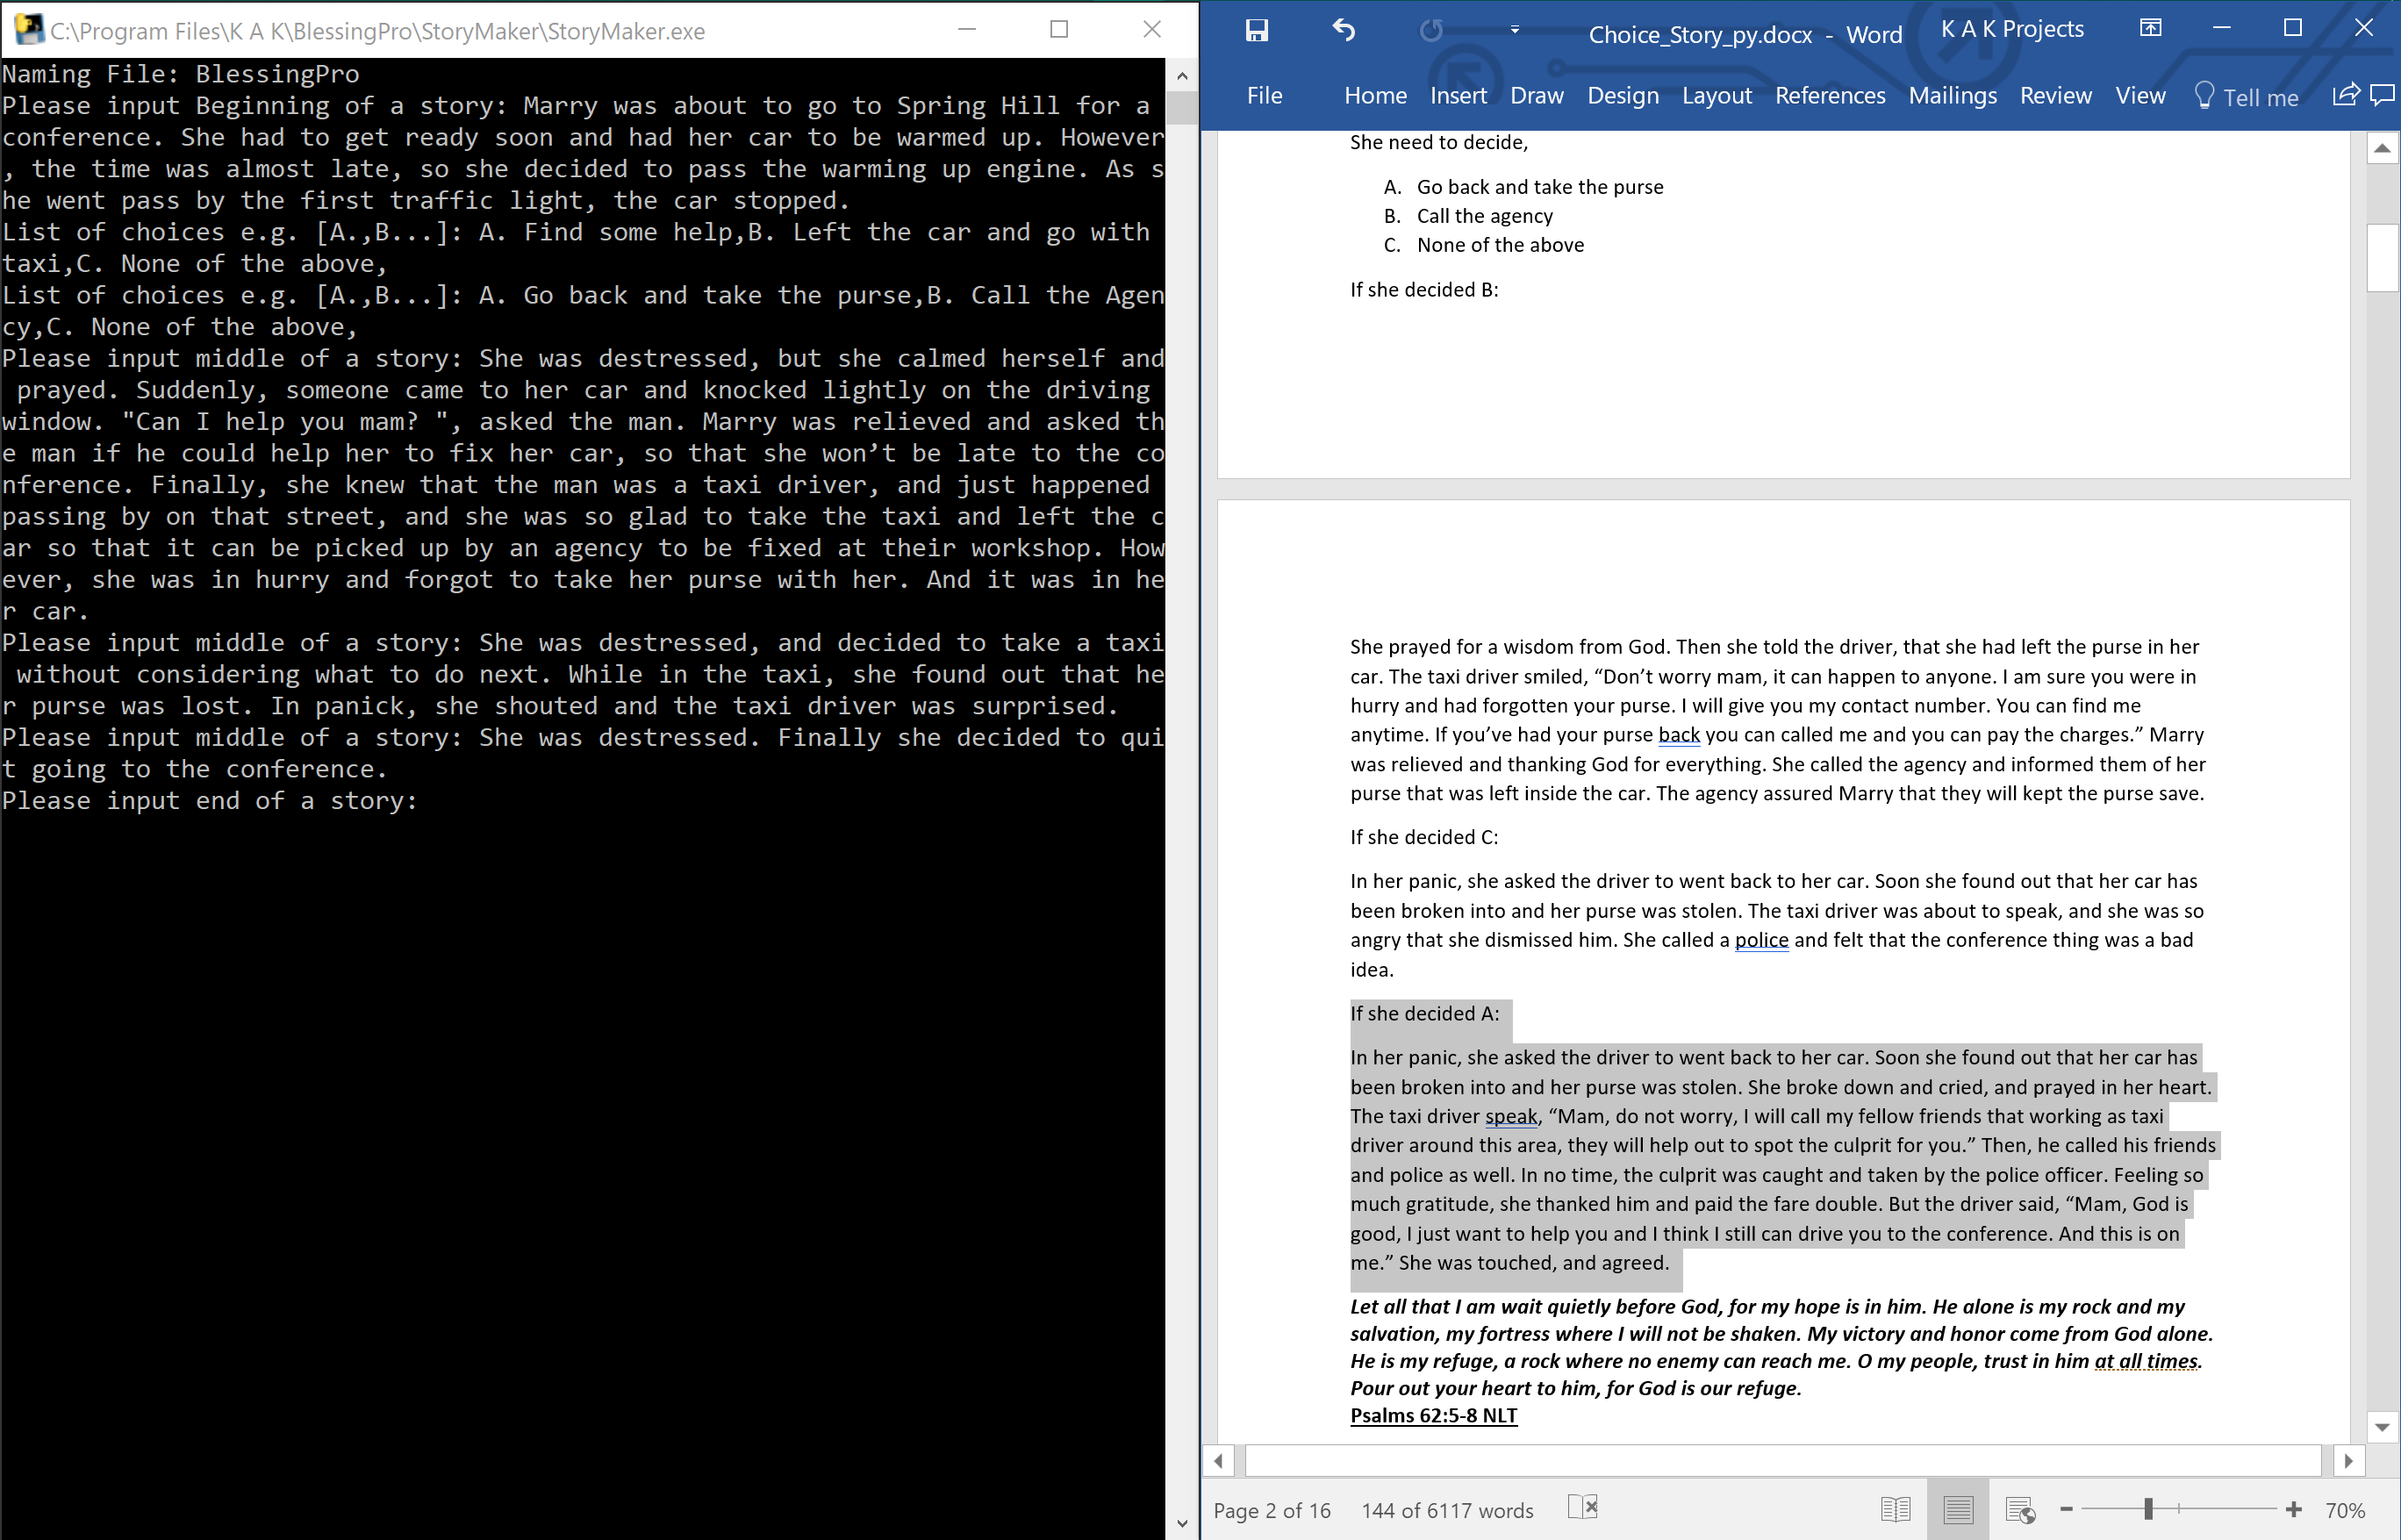 C:\Program Files\K A K\BlessingPro\StoryMaker\StoryMaker.exe
Naming File: BlessingPro
Please input Beginning of a story: Marry was about to go to Spring Hill for a
conference. She had to get ready soon and had her car to be warmed up. However
, the time was almost late, so she decided to pass the warming up engine. As s
he went pass by the first traffic light, the car stopped.
List of choices e.g. [A.,B...]: A. Find some help,B. Left the car and go with
taxi,C. None of the above,
List of choices e.g. [A.,B...]: A. Go back and take the purse,B. Call the Agen
cy,C. None of the above,
Please input middle of a story: She was destressed, but she calmed herself and
 prayed. Suddenly, someone came to her car and knocked lightly on the driving
window. "Can I help you mam? ", asked the man. Marry was relieved and asked th
e man if he could help her to fix her car, so that she won’t be late to the co
nference. Finally, she knew that the man was a taxi driver, and just happened
passing by on that street, and she was so glad to take the taxi and left the c
ar so that it can be picked up by an agency to be fixed at their workshop. How
ever, she was in hurry and forgot to take her purse with her. And it was in he
r car.
Please input middle of a story: She was destressed, and decided to take a taxi
 without considering what to do next. While in the taxi, she found out that he
r purse was lost. In panick, she shouted and the taxi driver was surprised.
Please input middle of a story: She was destressed. Finally she decided to qui
t going to the conference.
Please input end of a story:
Choice_Story_py.docx - Word
K A K Projects
File Home Insert Draw Design Layout References Mailings Review View Tell me
She need to decide,
A. Go back and take the purse
B. Call the agency
C. None of the above
If she decided B:
She prayed for a wisdom from God. Then she told the driver, that she had left the purse in her
car. The taxi driver smiled, “Don’t worry mam, it can happen to anyone. I am sure you were in
hurry and had forgotten your purse. I will give you my contact number. You can find me
anytime. If you’ve had your purse back you can called me and you can pay the charges.” Marry
was relieved and thanking God for everything. She called the agency and informed them of her
purse that was left inside the car. The agency assured Marry that they will kept the purse save.
If she decided C:
In her panic, she asked the driver to went back to her car. Soon she found out that her car has
been broken into and her purse was stolen. The taxi driver was about to speak, and she was so
angry that she dismissed him. She called a police and felt that the conference thing was a bad
idea.
If she decided A:
In her panic, she asked the driver to went back to her car. Soon she found out that her car has
been broken into and her purse was stolen. She broke down and cried, and prayed in her heart.
The taxi driver speak, “Mam, do not worry, I will call my fellow friends that working as taxi
driver around this area, they will help out to spot the culprit for you.” Then, he called his friends
and police as well. In no time, the culprit was caught and taken by the police officer. Feeling so
much gratitude, she thanked him and paid the fare double. But the driver said, “Mam, God is
good, I just want to help you and I think I still can drive you to the conference. And this is on
me.” She was touched, and agreed.
Let all that I am wait quietly before God, for my hope is in him. He alone is my rock and my
salvation, my fortress where I will not be shaken. My victory and honor come from God alone.
He is my refuge, a rock where no enemy can reach me. O my people, trust in him at all times.
Pour out your heart to him, for God is our refuge.
Psalms 62:5-8 NLT
Page 2 of 16 144 of 6117 words
70%